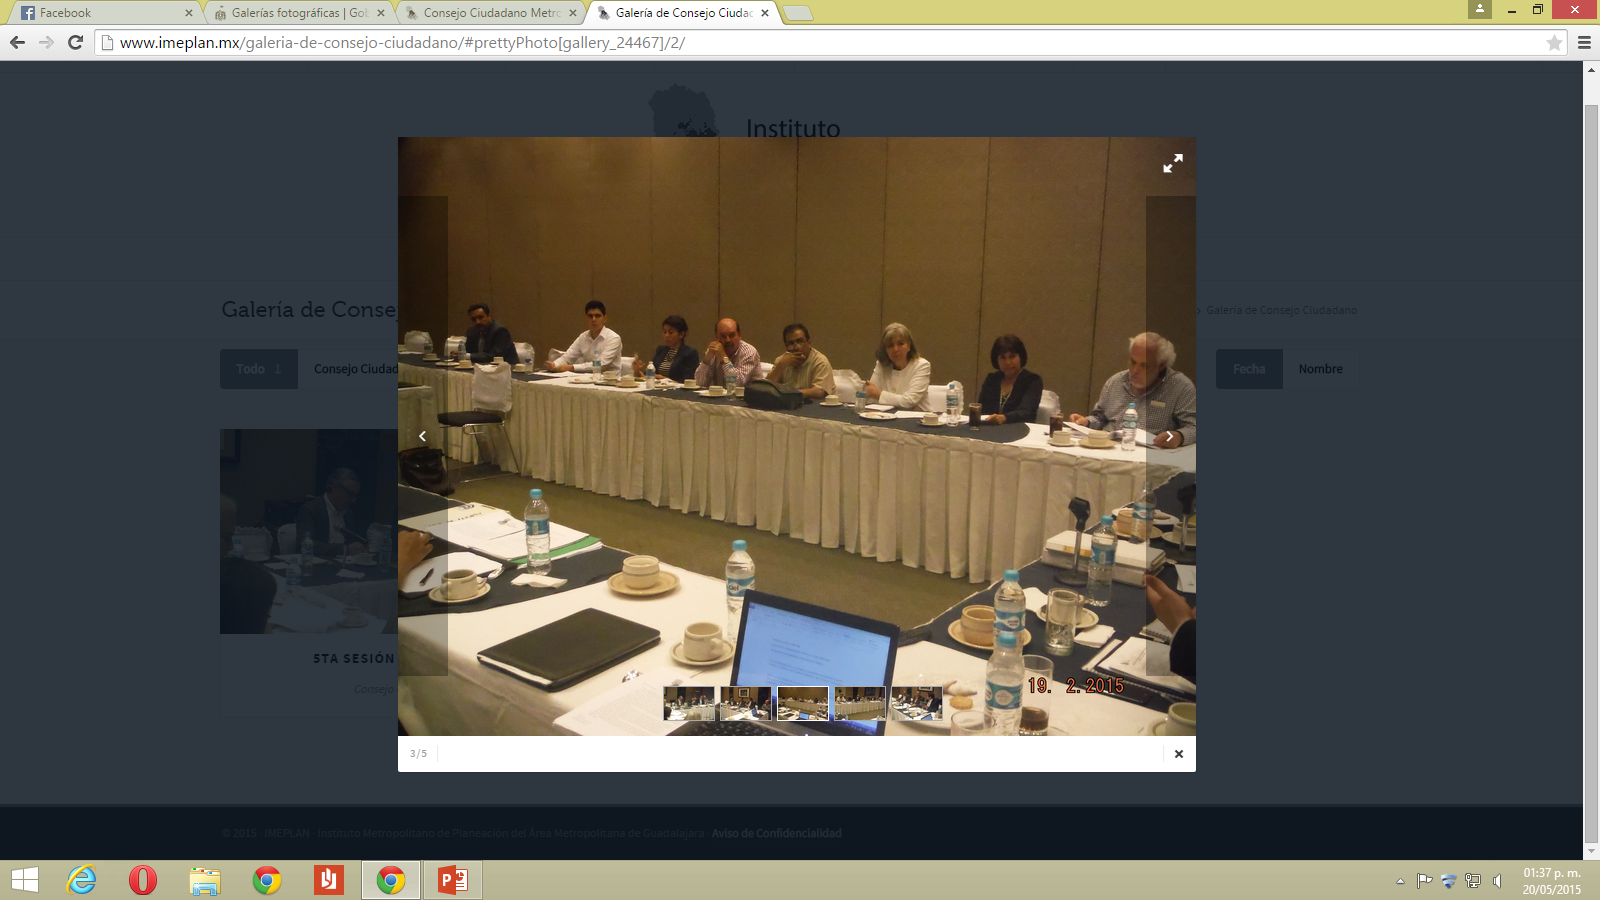 Facebook
Galerías fotográficas | Gob
Consejo Ciudadano Metro
Galería de Consejo Ciudad
www.imeplan.mx/galeria-de-consejo-ciudadano/#prettyPhoto[gallery_24467]/2/
Instituto
Galería de Conse
Galería de Consejo Ciudadano
Todo 1
Consejo Ciudad
Fecha
Nombre
5TA SESIÓN
Consejo
19. 2.2015
3/5
© 2015 · IMEPLAN · Instituto Metropolitano de Planeación del Área Metropolitana de Guadalajara · Aviso de Confidencialidad
01:37 p. m.
20/05/2015